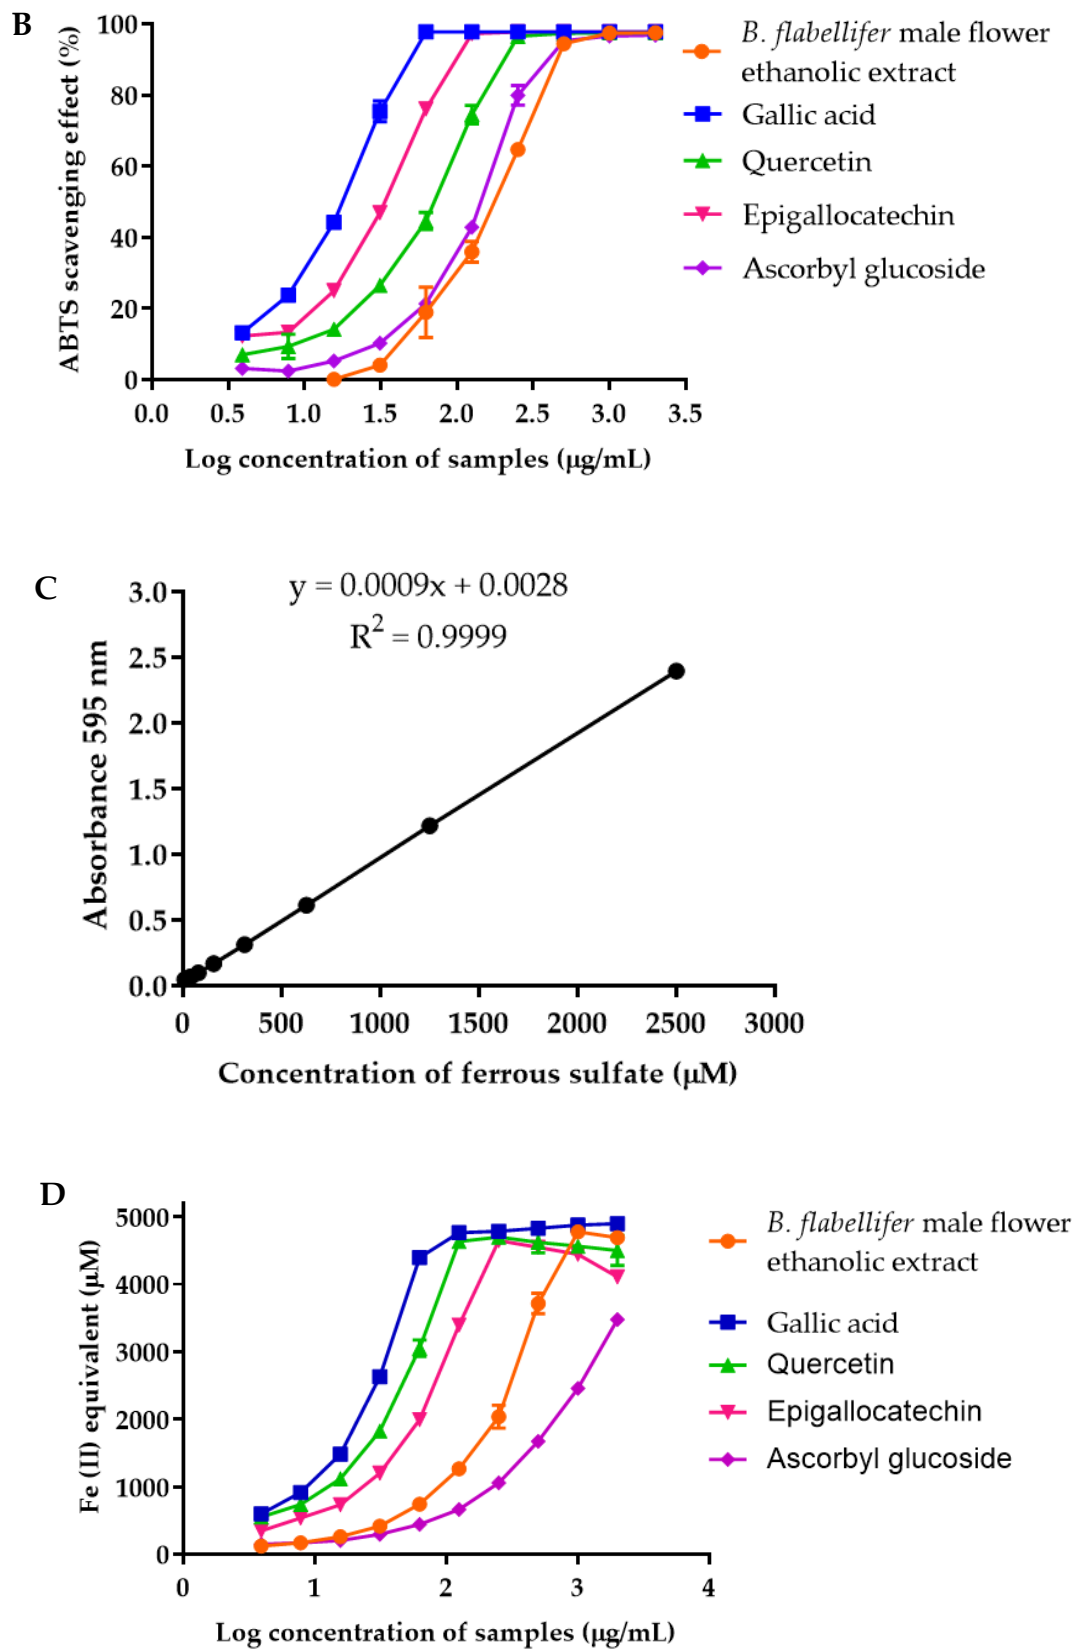 B
ABTS scavenging effect (%)
100
80
60
40
20
0
0.0 0.5 1.0 1.5 2.0 2.5 3.0 3.5
Log concentration of samples (µg/mL)
B. flabellifer male flower
ethanolic extract
Gallic acid
Quercetin
Epigallocatechin
Ascorbyl glucoside
C
y = 0.0009x + 0.0028
R² = 0.9999
Absorbance 595 nm
3.0
2.5
2.0
1.5
1.0
0.5
0.0
0 500 1000 1500 2000 2500 3000
Concentration of ferrous sulfate (µM)
D
Fe (II) equivalent (µM)
5000
4000
3000
2000
1000
0
0 1 2 3 4
Log concentration of samples (µg/mL)
B. flabellifer male flower
ethanolic extract
Gallic acid
Quercetin
Epigallocatechin
Ascorbyl glucoside